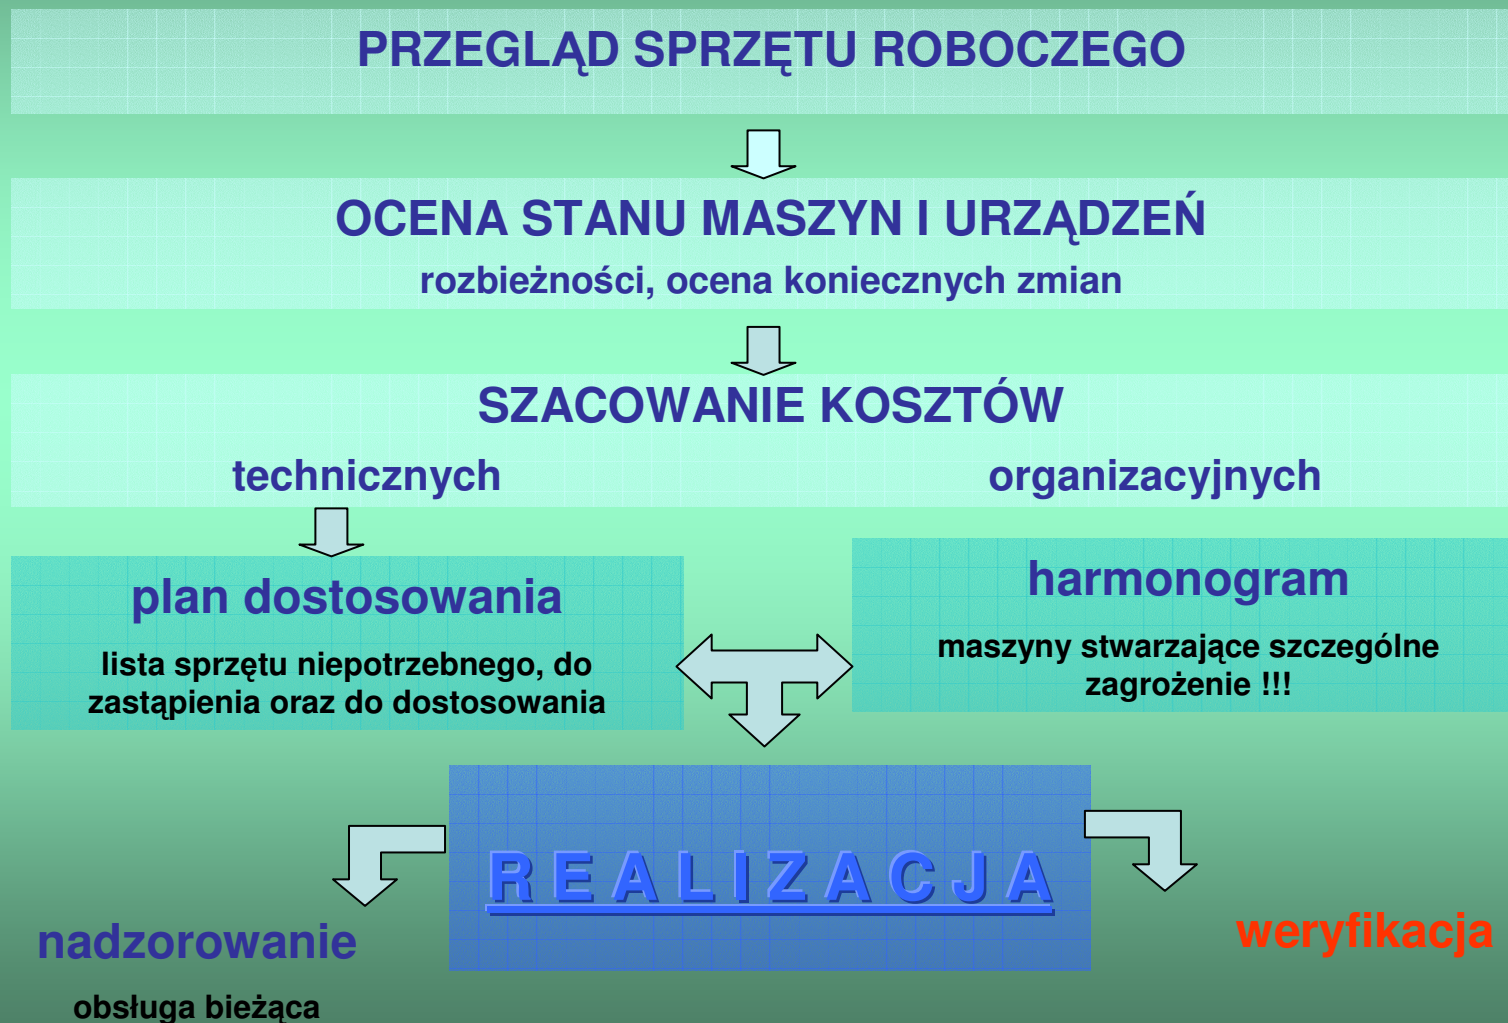 PRZEGLĄD SPRZĘTU ROBOCZEGO
OCENA STANU MASZYN I URZĄDZEŃ
rozbieżności, ocena koniecznych zmian
SZACOWANIE KOSZTÓW
technicznych
organizacyjnych
plan dostosowania
lista sprzętu niepotrzebnego, do
zastąpienia oraz do dostosowania
harmonogram
maszyny stwarzające szczególne
zagrożenie !!!
R E A L I Z A C J A
nadzorowanie
obsługa bieżąca
weryfikacja